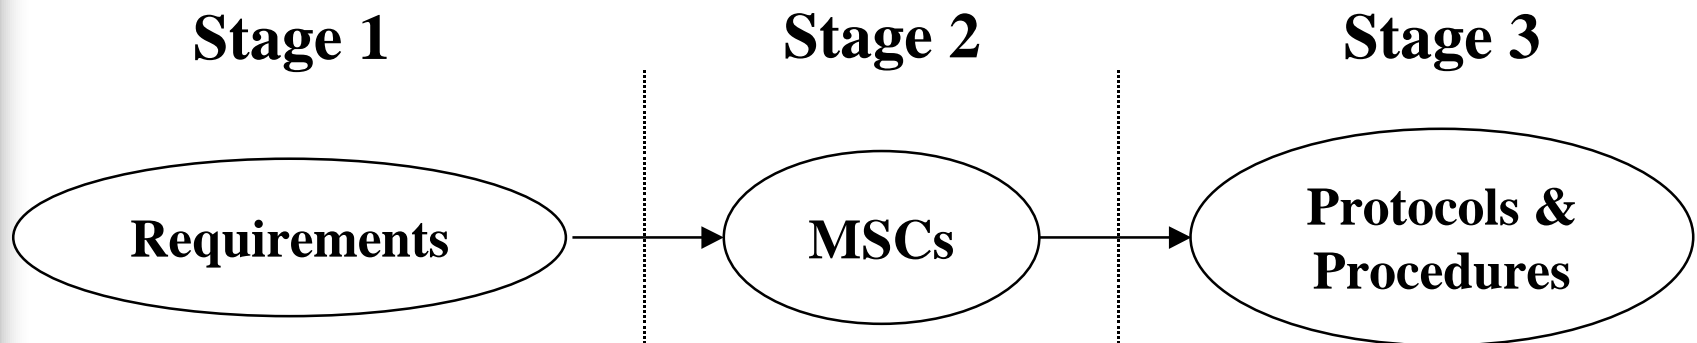 Stage 1
Stage 2
Stage 3
Requirements
MSCs
Protocols &
Procedures